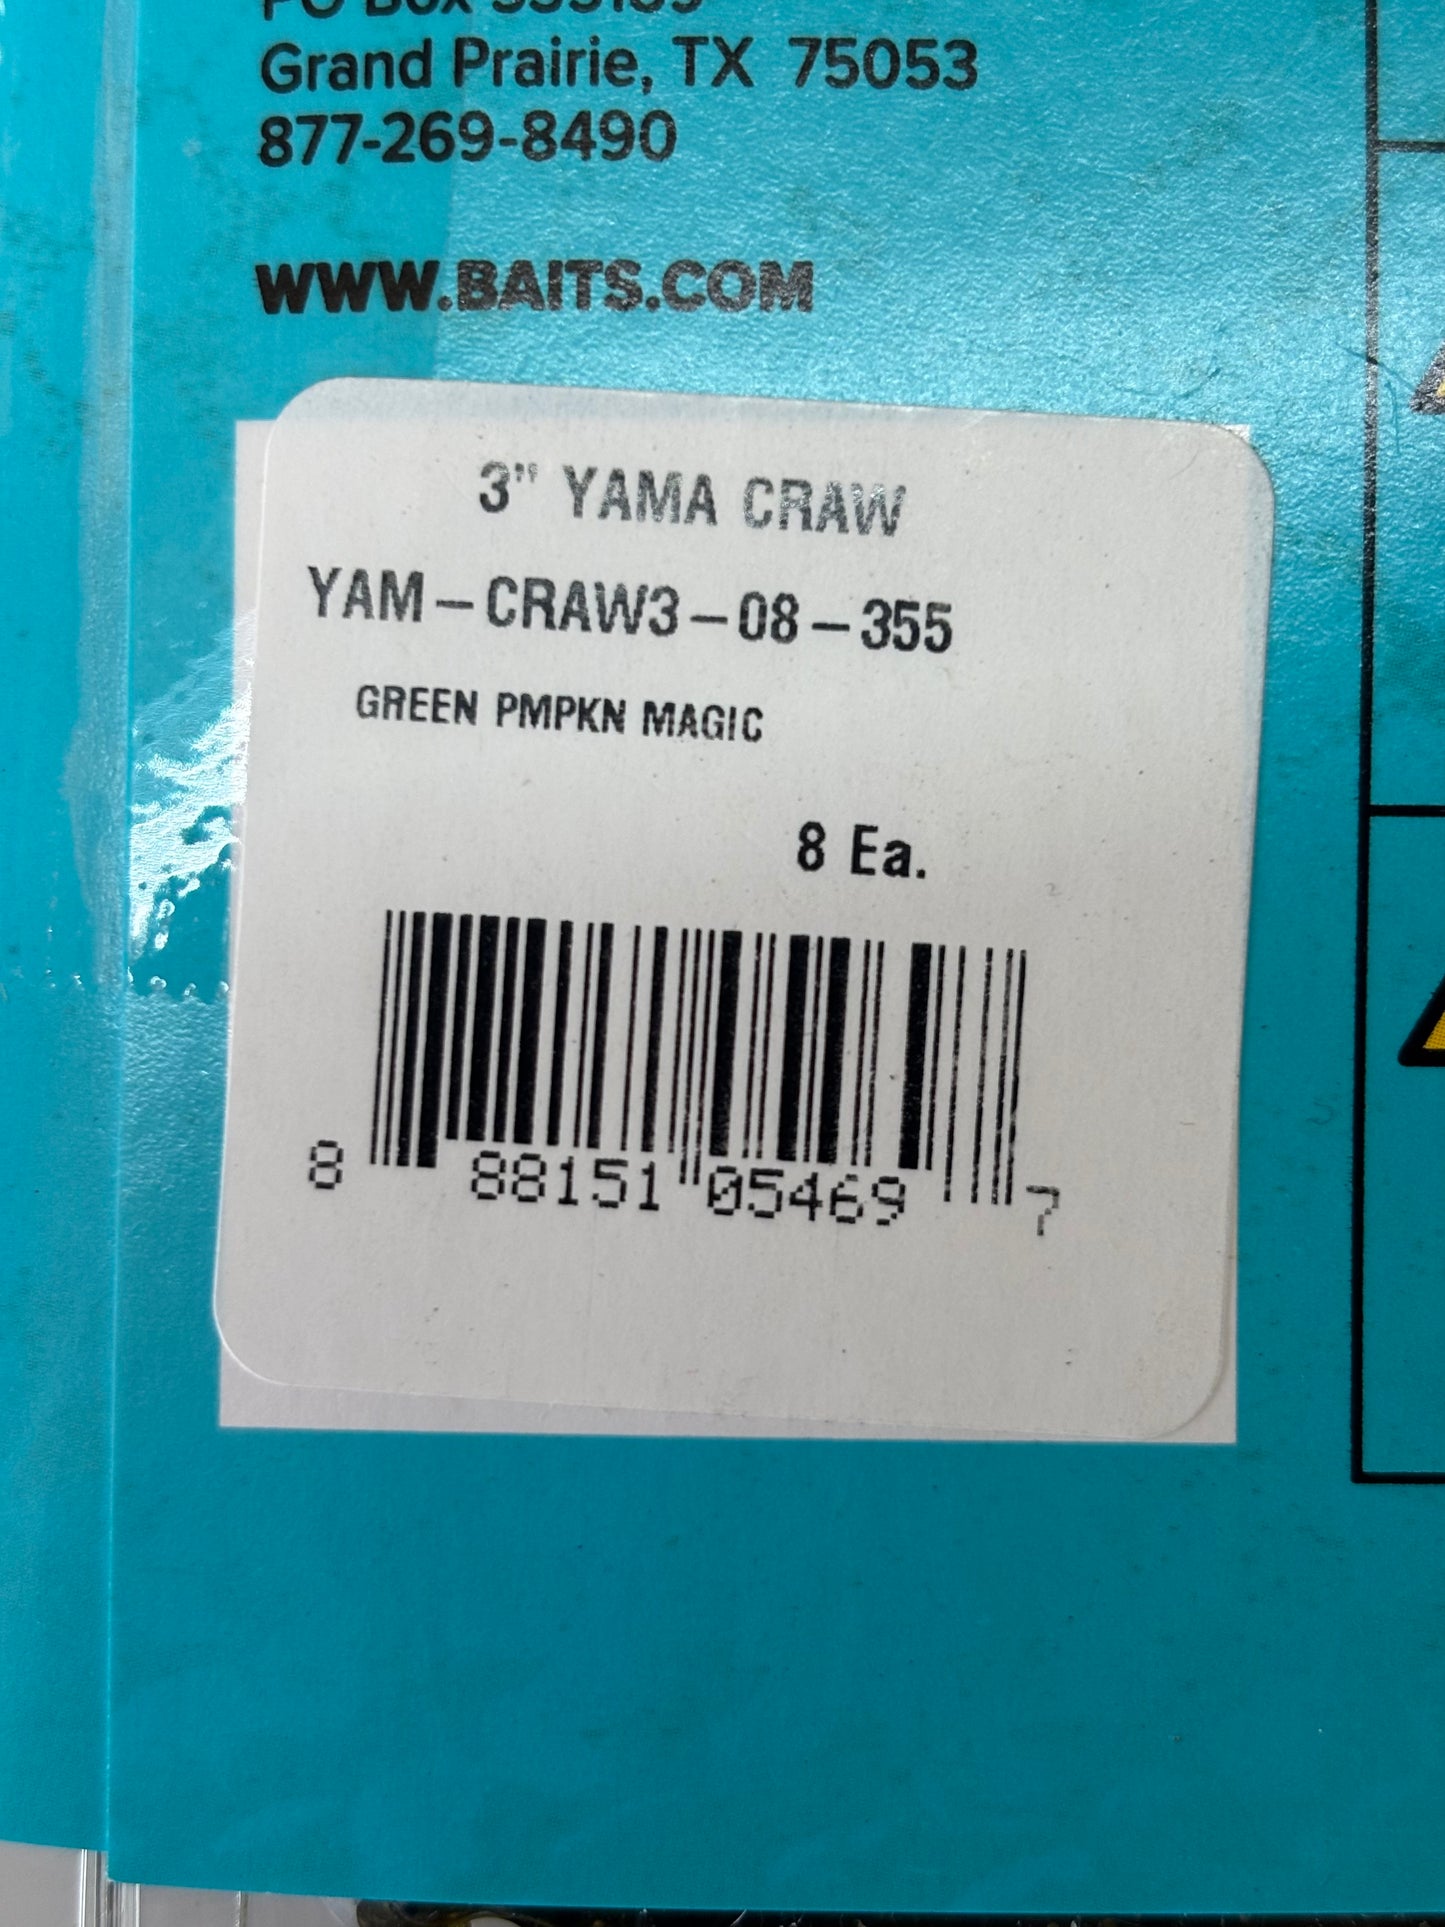 Grand Prairie, TX 75053
877-269-8490
WWW.BAITS.COM
3" YAMA CRAW
YAM-CRAW3-08-355
GREEN PMPKN MAGIC
8 Ea.
8 88151 05469 7